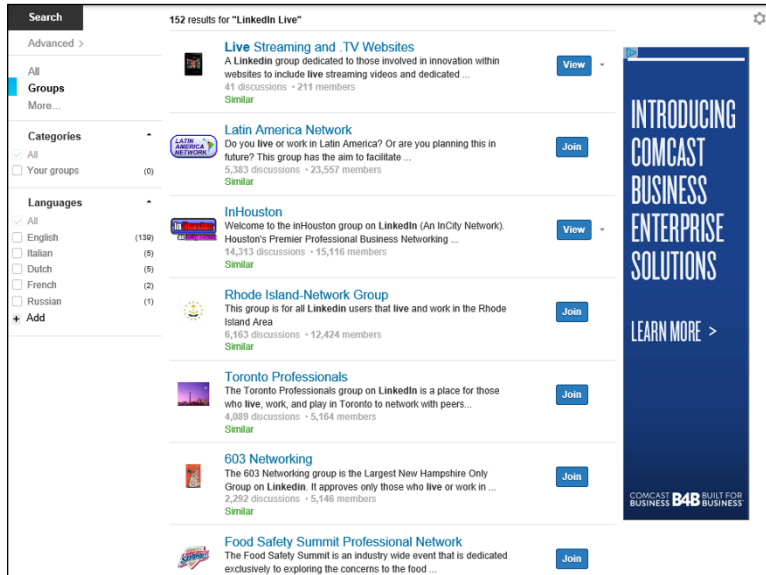 Search
Advanced >
All
Groups
More...
Categories
All
Your groups (0)
Languages
All
English (139)
Italian (5)
Dutch (5)
French (2)
Russian (1)
+ Add
152 results for "LinkedIn Live"
Live Streaming and .TV Websites
A Linkedin group dedicated to those involved in innovation within
websites to include live streaming videos and dedicated ...
41 discussions • 211 members
Similar
View
LATIN
AMERICA
NETWORK
Latin America Network
Do you live or work in Latin America? Or are you planning this in
future? This group has the aim to facilitate ...
5,383 discussions • 23,557 members
Similar
Join
InHouston
Welcome to the inHouston group on LinkedIn (An InCity Network).
Houston's Premier Professional Business Networking ...
14,313 discussions • 15,116 members
Similar
View
Rhode Island-Network Group
This group is for all Linkedin users that live and work in the Rhode
Island Area
6,163 discussions • 12,424 members
Similar
Join
Toronto Professionals
The Toronto Professionals group on LinkedIn is a place for those
who live, work, and play in Toronto to network with peers...
4,089 discussions • 5,164 members
Similar
Join
603 Networking
The 603 Networking group is the Largest New Hampshire Only
Group on Linkedin. It approves only those who live or work in ...
2,292 discussions • 5,146 members
Similar
Join
Food Safety Summit Professional Network
The Food Safety Summit is an industry wide event that is dedicated
exclusively to exploring the concerns to the food ...
Join
INTRODUCING
COMCAST
BUSINESS
ENTERPRISE
SOLUTIONS
LEARN MORE >
COMCAST BUSINESS B4B BUILT FOR BUSINESS